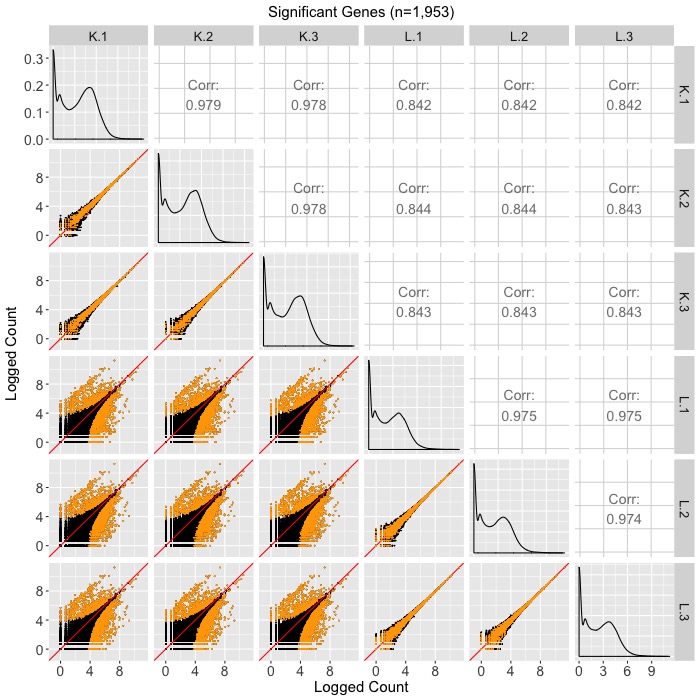 Significant Genes (n=1,953)
K.1 K.2 K.3 L.1 L.2 L.3
0.3
0.2
0.1
0.0
Corr:
0.979
Corr:
0.978
Corr:
0.842
Corr:
0.842
Corr:
0.842
K.1
8
4
0
Corr:
0.978
Corr:
0.844
Corr:
0.844
Corr:
0.843
K.2
8
4
0
Corr:
0.843
Corr:
0.843
Corr:
0.843
K.3
Logged Count
8
4
0
Corr:
0.975
Corr:
0.975
L.1
8
4
0
Corr:
0.974
L.2
8
4
0
L.3
0 4 8 0 4 8 0 4 8 0 4 8 0 4 8 0 3 6 9
Logged Count